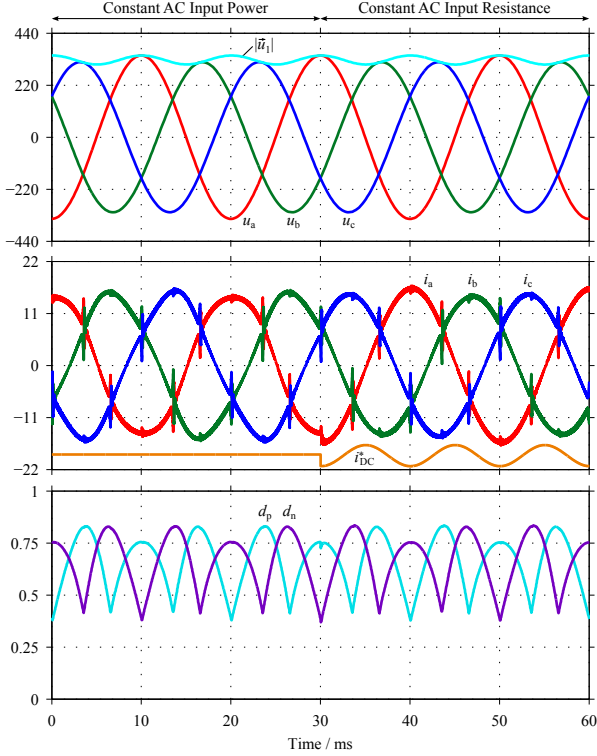 Constant AC Input Power Constant AC Input Resistance
440
|u⃗₁|
220
0
−220
uₐ u_b u_c
−440
22
iₐ i_b i_c
11
0
−11
i*_DC
−22
1
d_p d_n
0.75
0.5
0.25
0
0 10 20 30 40 50 60
Time / ms